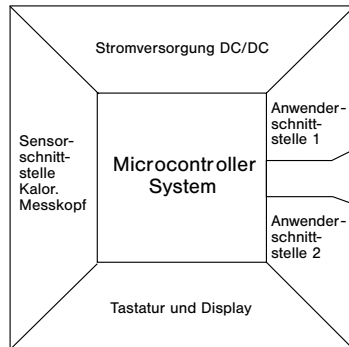 Stromversorgung DC/DC
Sensor-
schnitt-
stelle
Kalor.
Messkopf
Microcontroller
System
Anwender-
schnitt-
stelle 1
Anwender-
schnitt-
stelle 2
Tastatur und Display